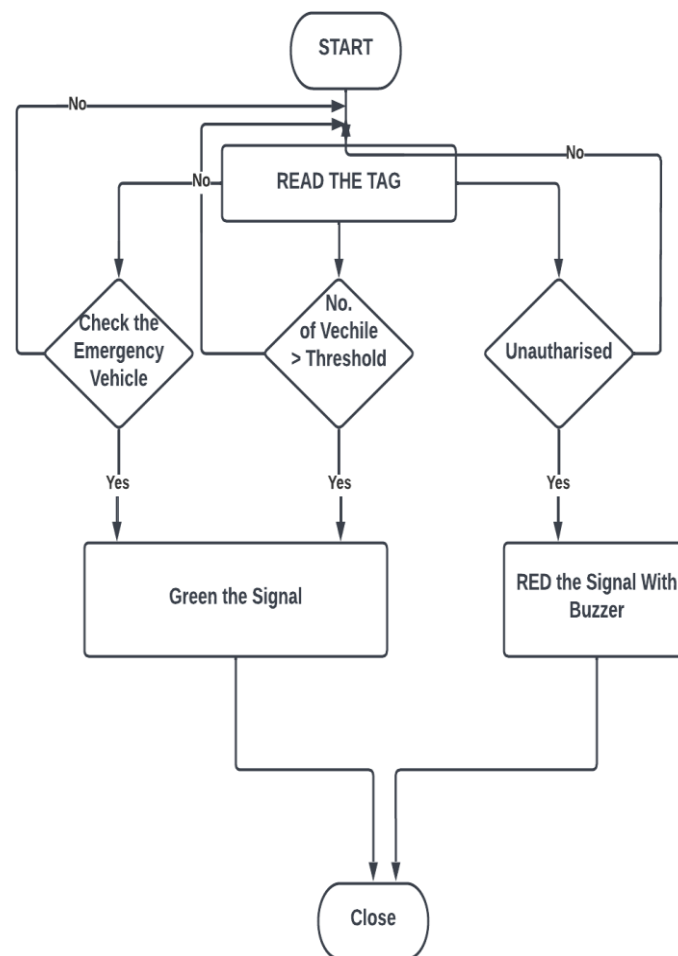 START
No
No
READ THE TAG
No
Check the
Emergency
Vehicle
No.
of Vechile
> Threshold
Unautharised
Yes
Yes
Yes
Green the Signal
RED the Signal With
Buzzer
Close